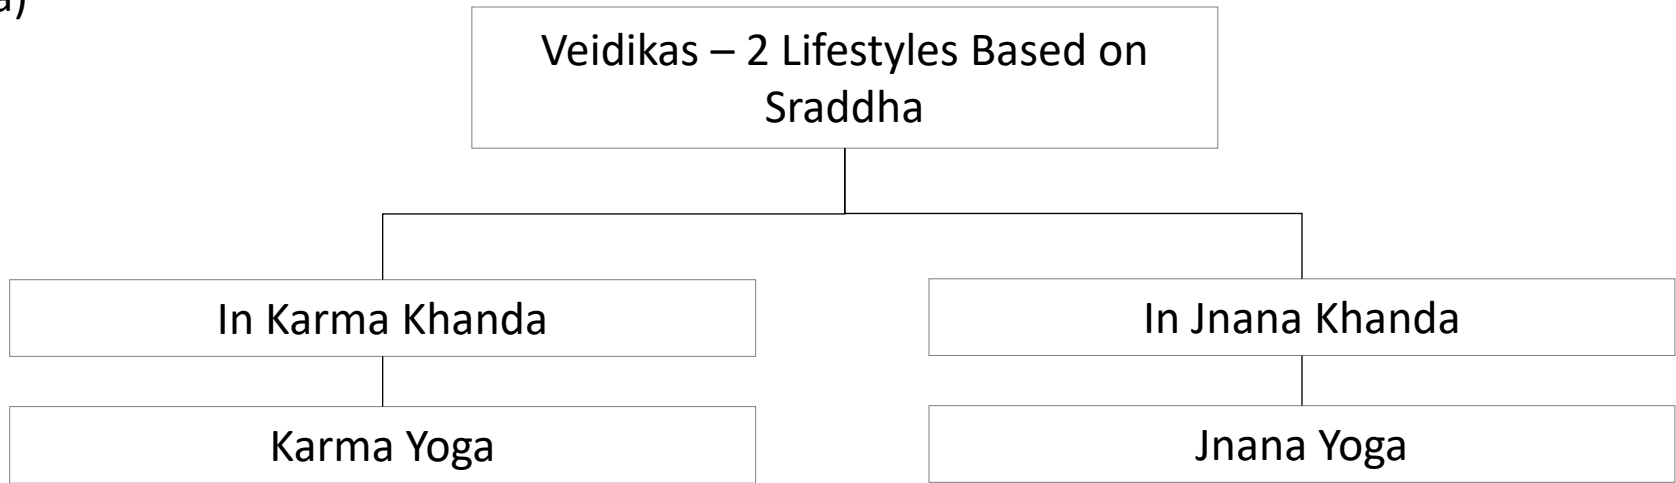 a)
Veidikas – 2 Lifestyles Based on
Sraddha
In Karma Khanda
In Jnana Khanda
Karma Yoga
Jnana Yoga